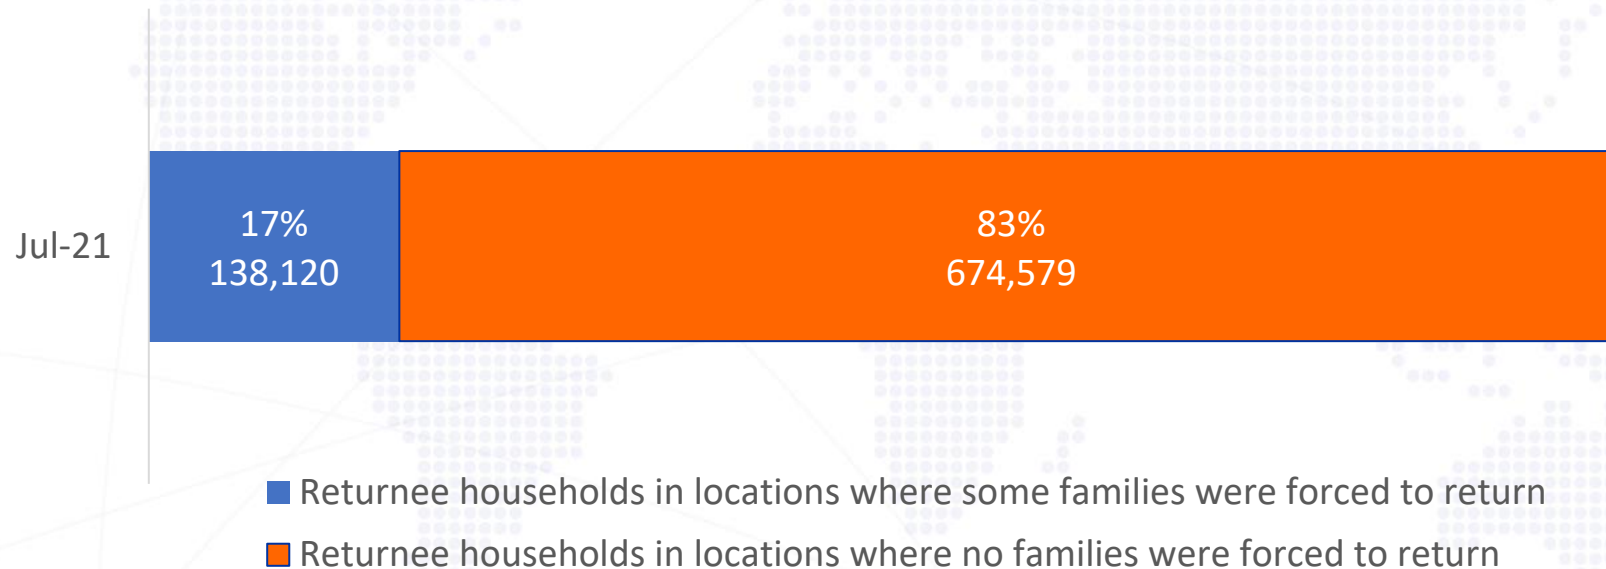 Jul-21
17%
138,120
83%
674,579
Returnee households in locations where some families were forced to return
Returnee households in locations where no families were forced to return